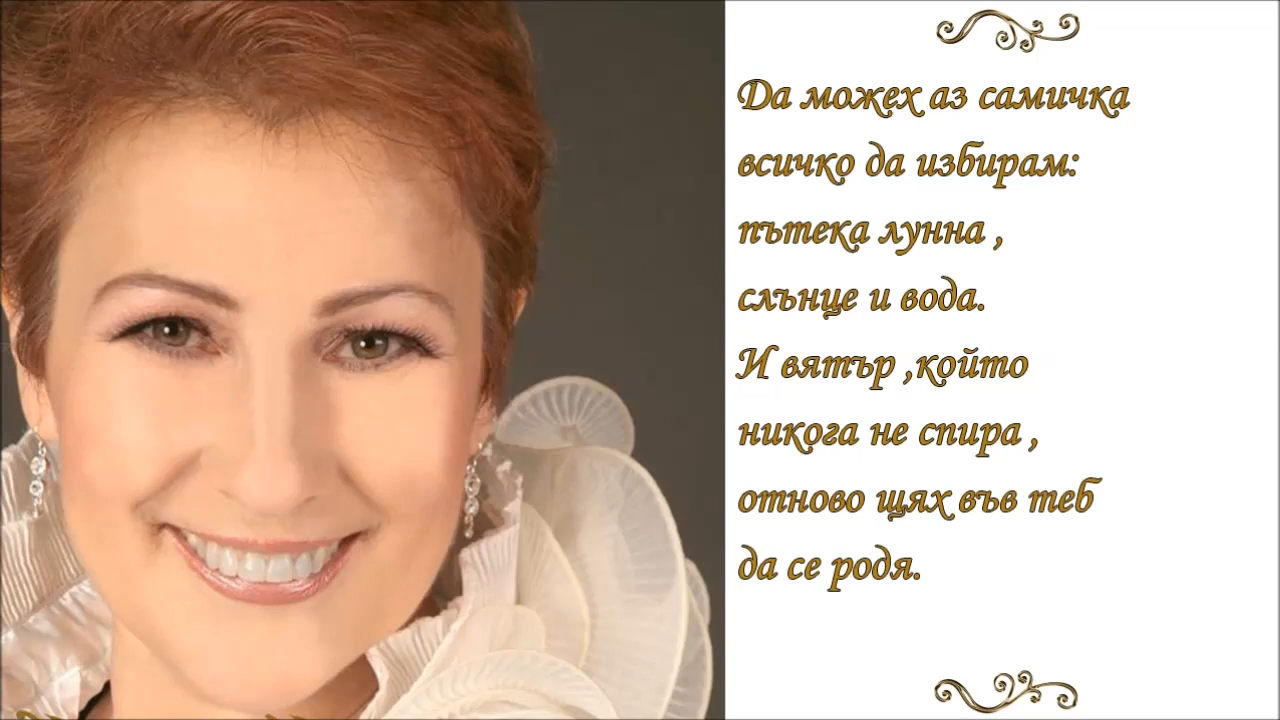 Да можех аз самичка
всичко да избирам:
пътека лунна ,
слънце и вода.
И вятър ,който
никога не спира ,
отново щях във теб
да се родя.